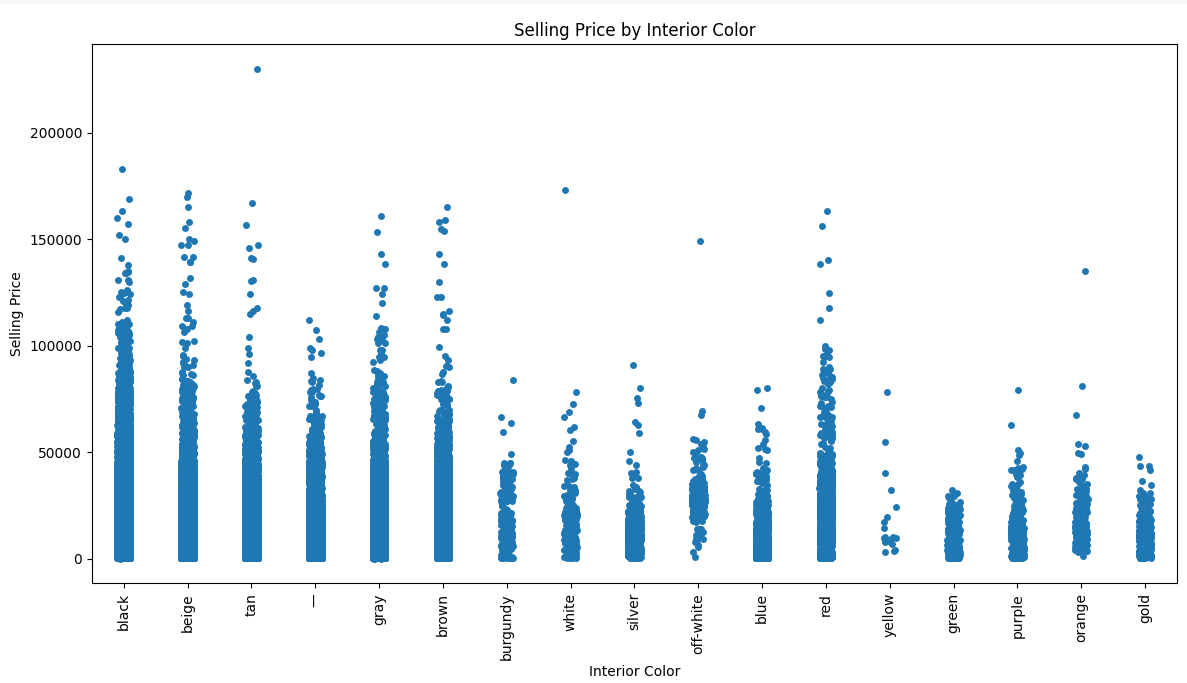 Selling Price by Interior Color
Selling Price
200000
150000
100000
50000
0
black
beige
tan
—
gray
brown
burgundy
white
silver
off-white
blue
red
yellow
green
purple
orange
gold
Interior Color